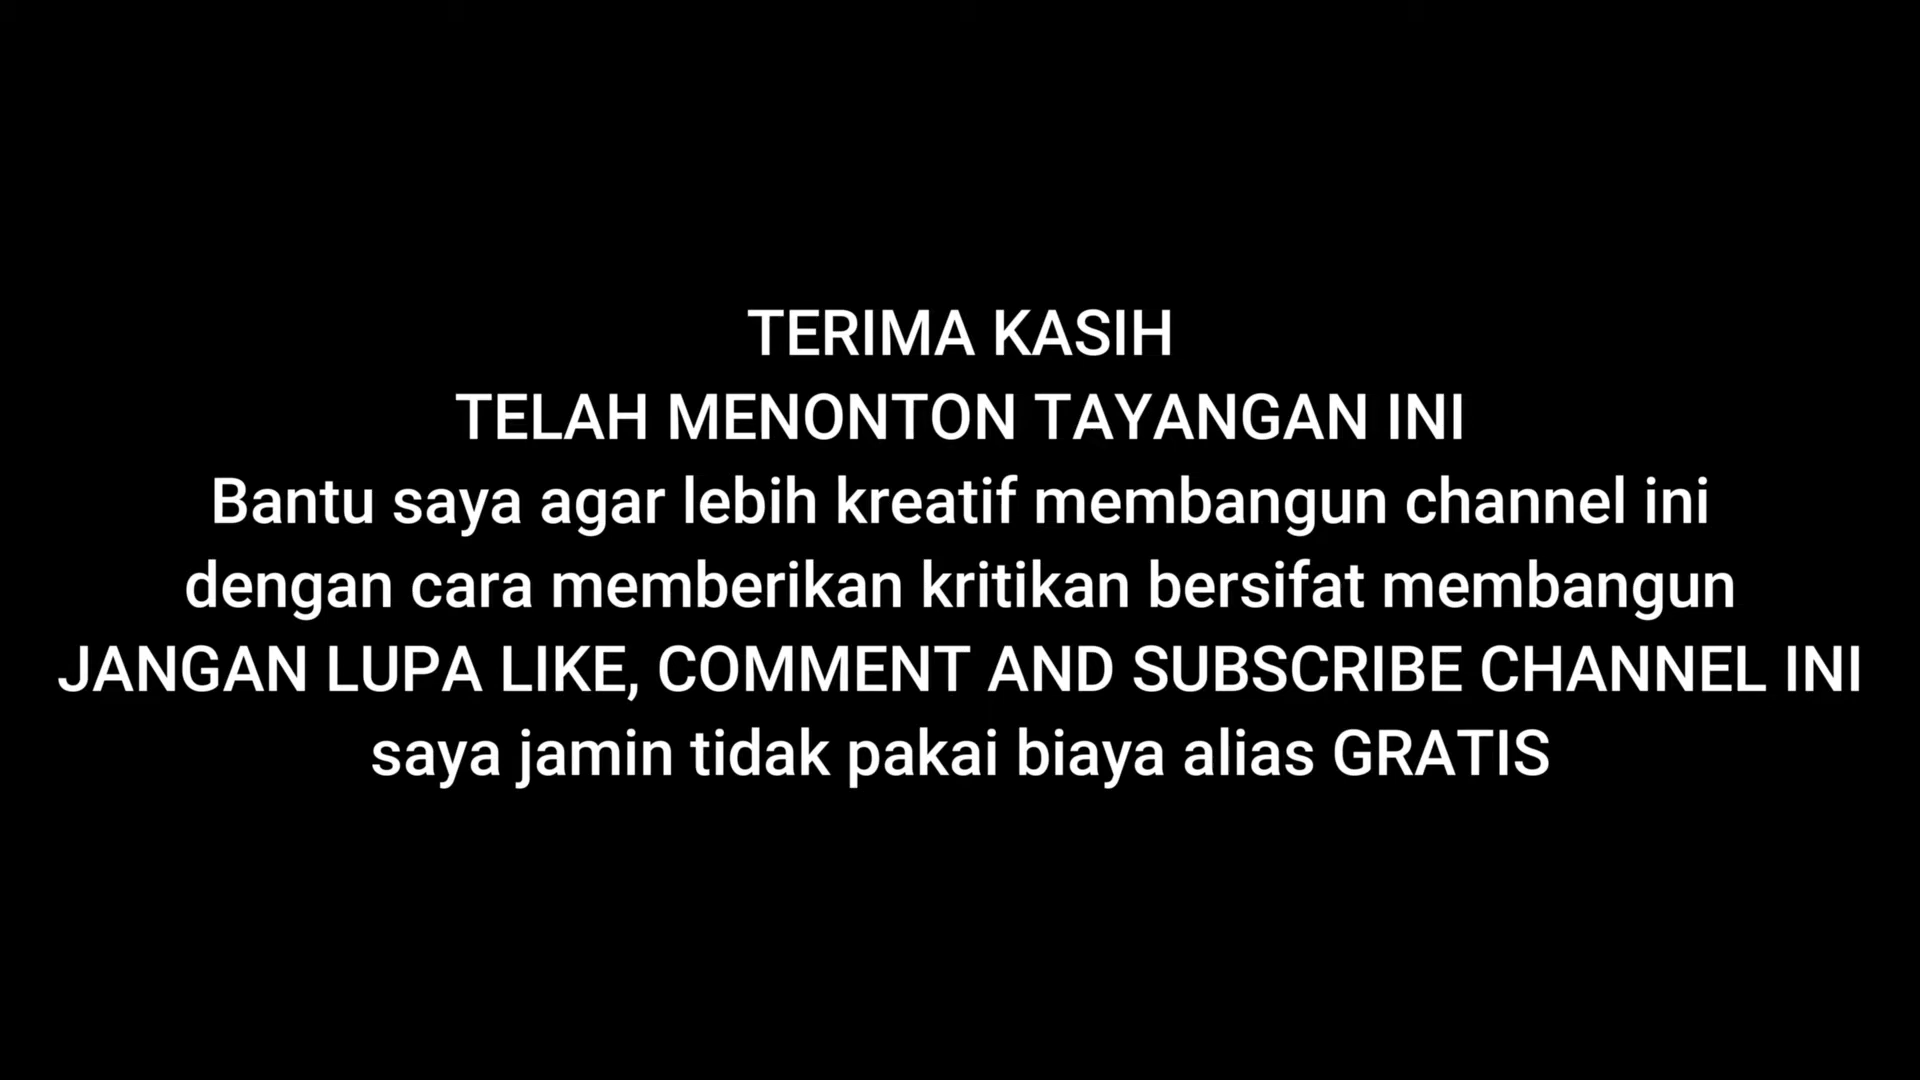 TERIMA KASIH
TELAH MENONTON TAYANGAN INI
Bantu saya agar lebih kreatif membangun channel ini
dengan cara memberikan kritikan bersifat membangun
JANGAN LUPA LIKE, COMMENT AND SUBSCRIBE CHANNEL INI
saya jamin tidak pakai biaya alias GRATIS